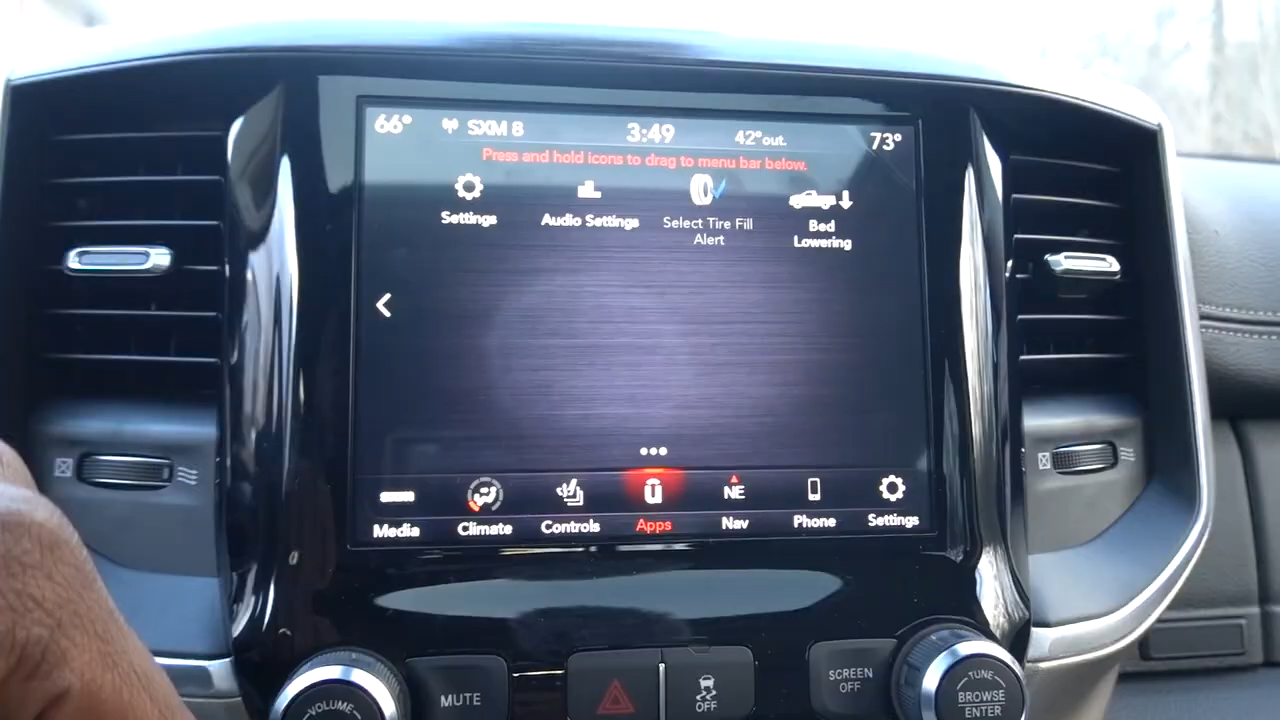 66° SXM 8 3:49 42°out. 73°
Press and hold icons to drag to menu bar below.
Settings
Audio Settings
Select Tire Fill
Alert
Bed
Lowering
NE
Media
Climate
Controls
Apps
Nav
Phone
Settings
VOLUME
MUTE
OFF
SCREEN
OFF
TUNE
BROWSE
ENTER